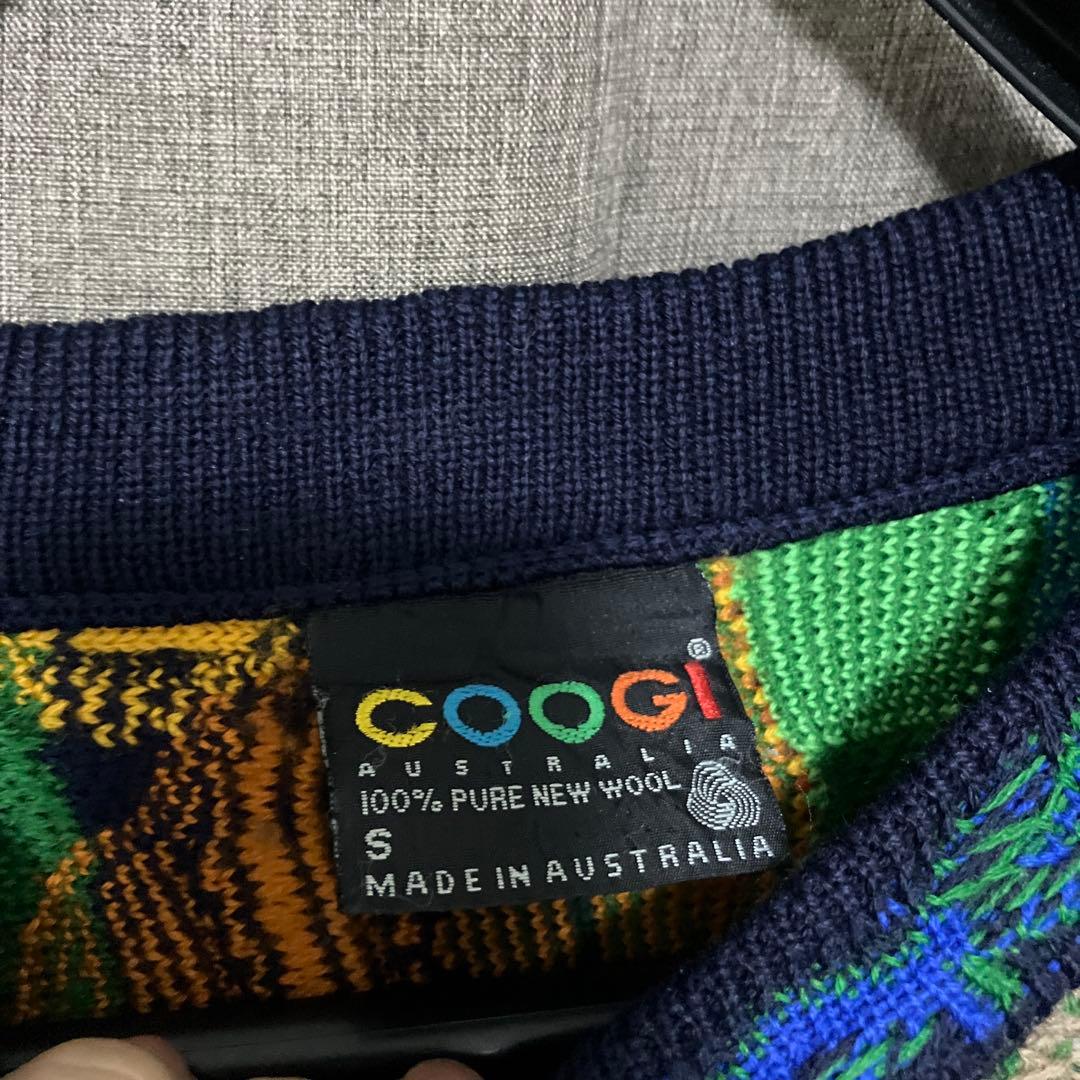 COOGI®
AUSTRALIA
100% PURE NEW WOOL
S
MADE IN AUSTRALIA